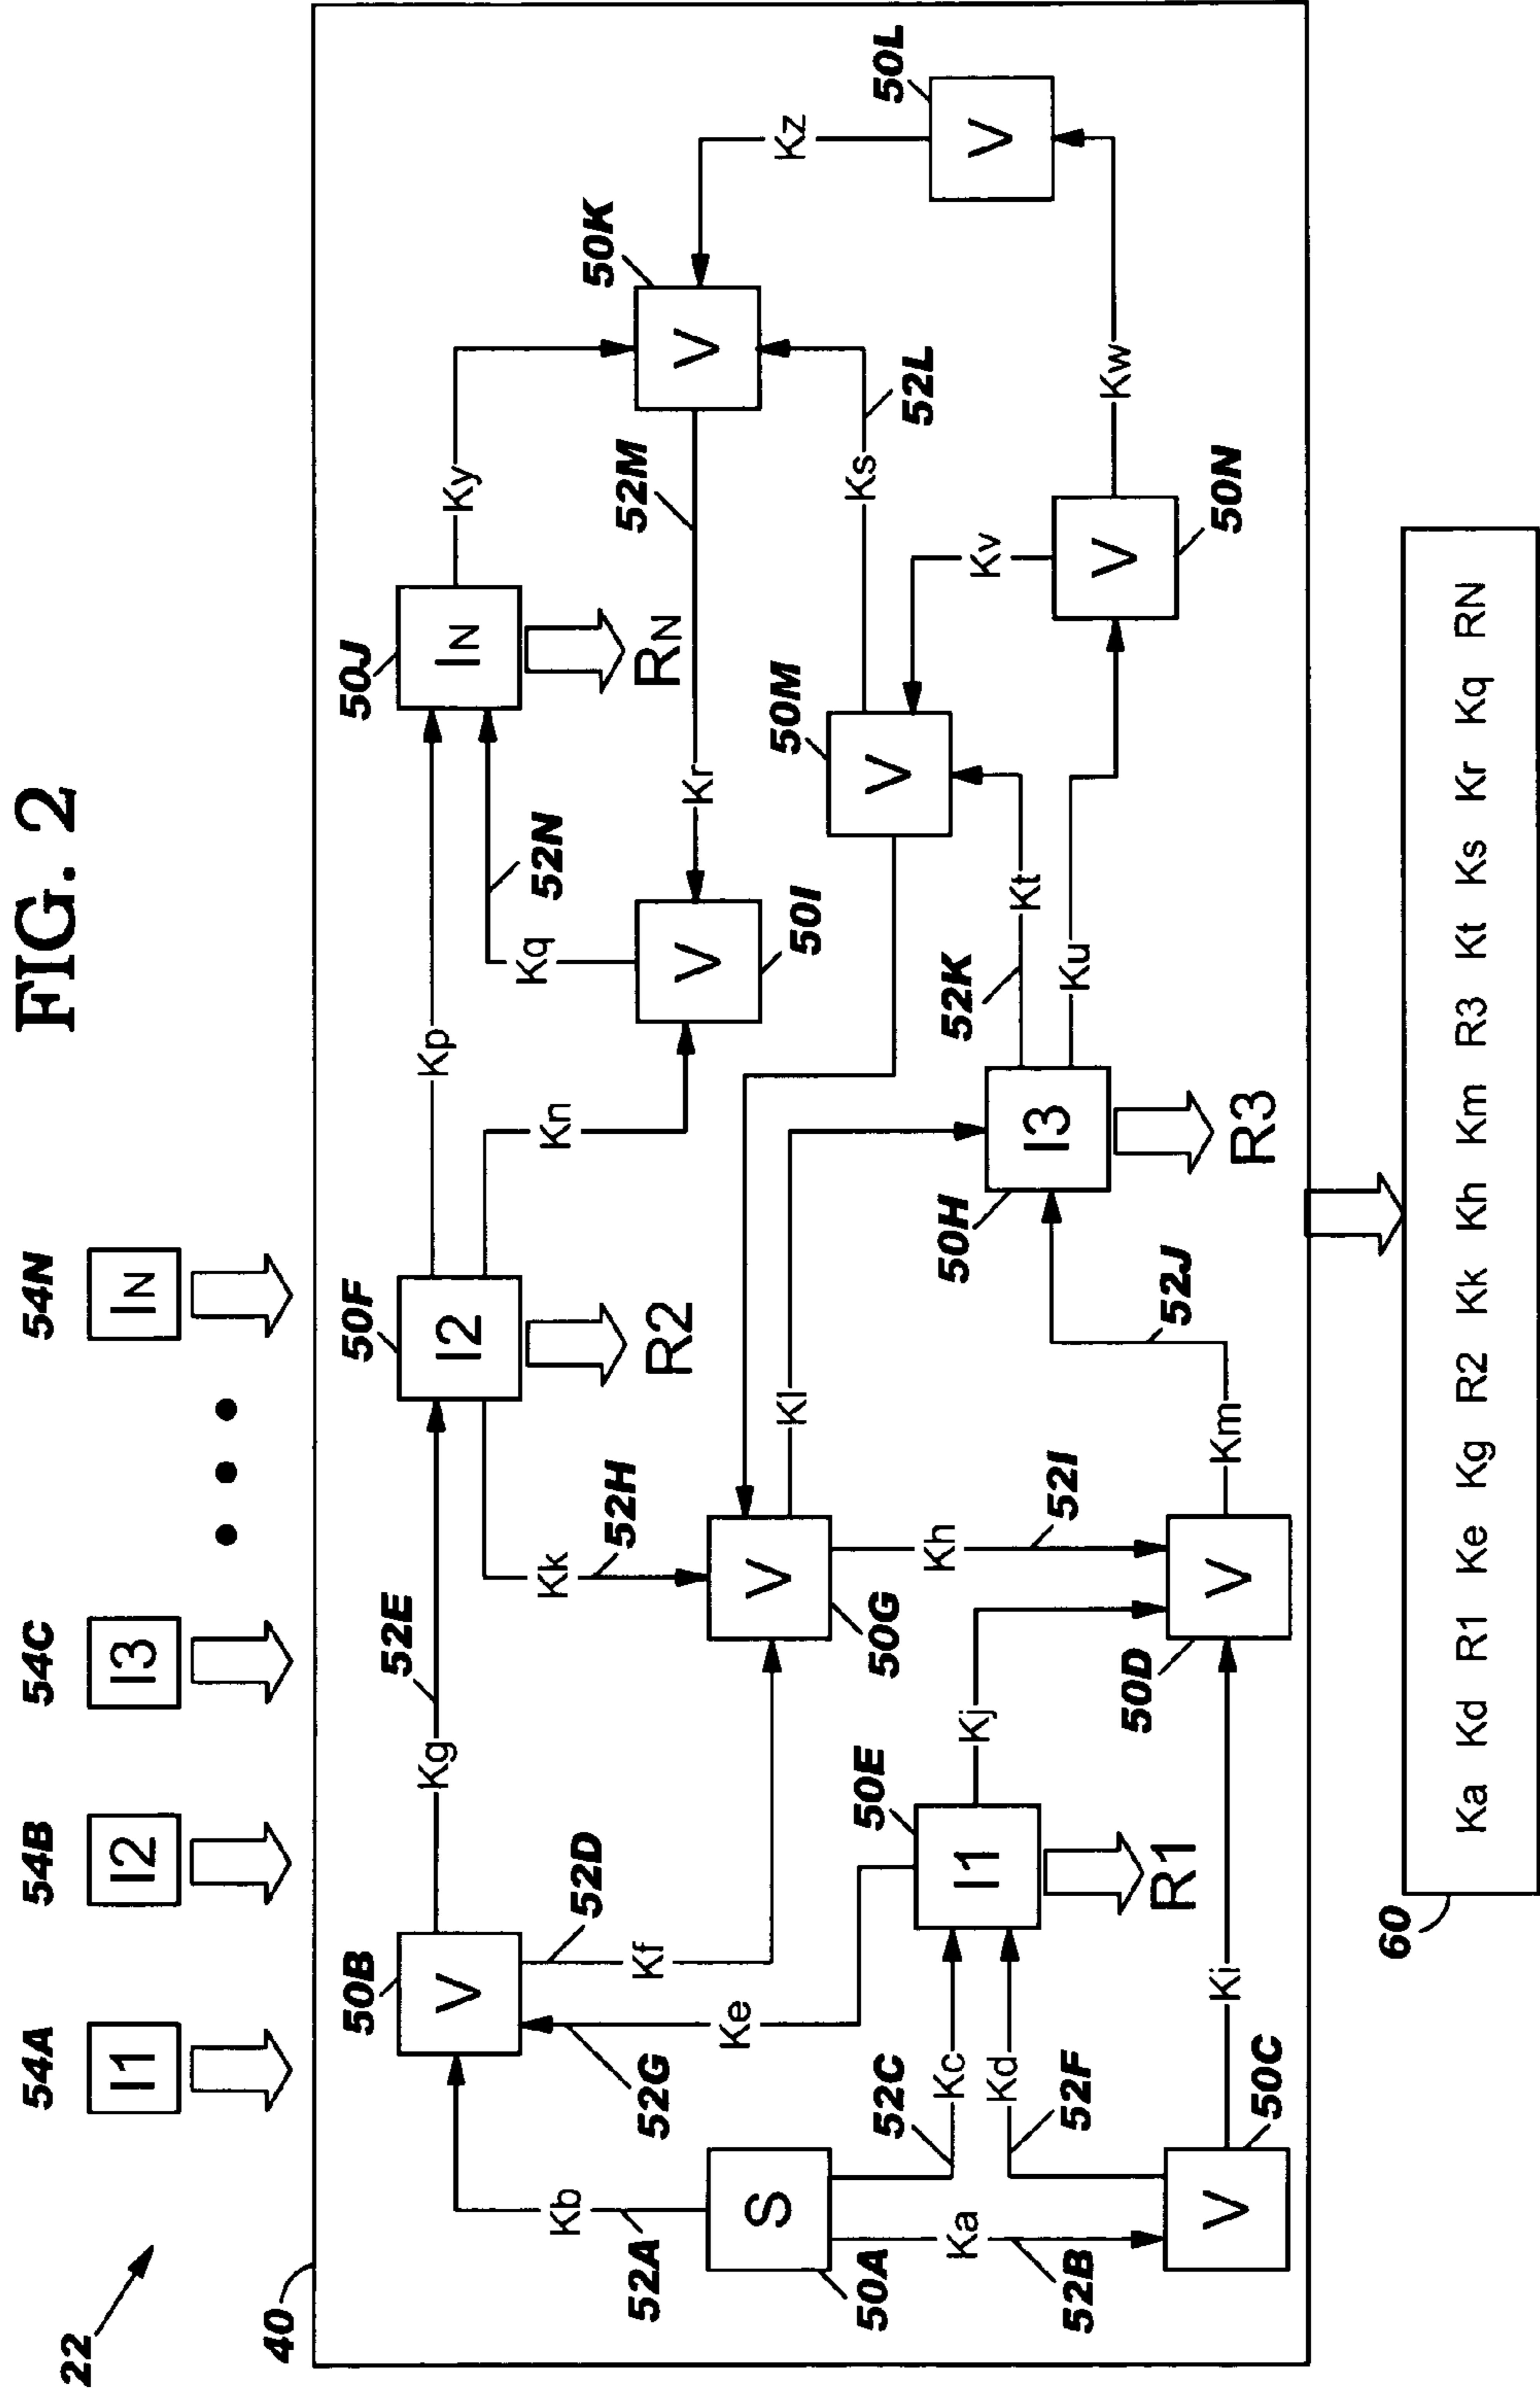 FIG. 2
22
54A
54B
54C
54N
I1
I2
I3
IN
40
50B
V
Kg
52E
50F
I2
R2
Kp
50J
IN
RN
Ky
Kb
52A
Kf
52D
Ke
52G
Kk
52H
Kn
Kq
52N
50I
V
Kr
52M
50K
V
Kz
50L
V
S
50A
50G
V
Kl
Kh
52I
50M
V
Ks
52L
Kc
52C
Kd
52F
Ka
52B
50E
I1
R1
Kj
50H
I3
R3
Kt
52K
Ku
Kv
50N
V
Kw
50C
V
Ki
50D
V
Km
52J
60
Ka Kd R1 Ke Kg R2 Kk Kh Km R3 Kt Ks Kr Kq RN